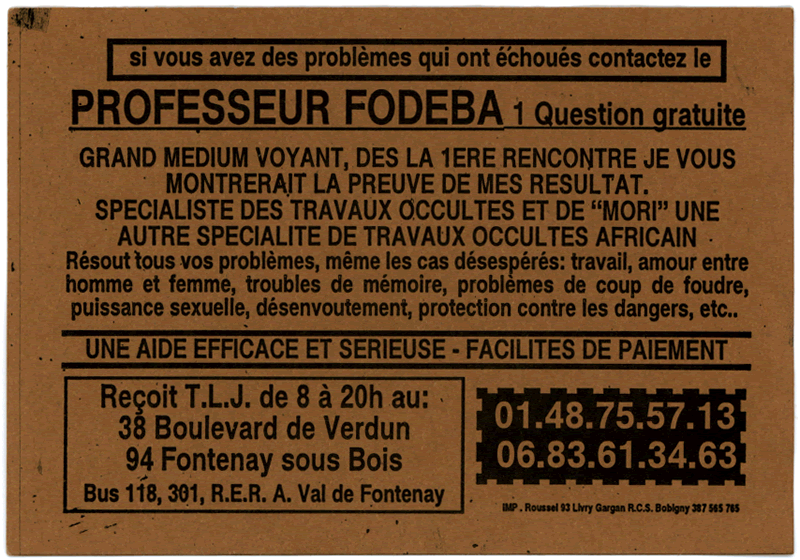 si vous avez des problèmes qui ont échoués contactez le
PROFESSEUR FODEBA 1 Question gratuite
GRAND MEDIUM VOYANT, DES LA 1ERE RENCONTRE JE VOUS
MONTRERAIT LA PREUVE DE MES RESULTAT.
SPECIALISTE DES TRAVAUX OCCULTES ET DE “MORI” UNE
AUTRE SPECIALITE DE TRAVAUX OCCULTES AFRICAIN
Résout tous vos problèmes, même les cas désespérés: travail, amour entre
homme et femme, troubles de mémoire, problèmes de coup de foudre,
puissance sexuelle, désenvoutement, protection contre les dangers, etc..
UNE AIDE EFFICACE ET SERIEUSE - FACILITES DE PAIEMENT
Reçoit T.L.J. de 8 à 20h au:
38 Boulevard de Verdun
94 Fontenay sous Bois
Bus 118, 301, R.E.R. A. Val de Fontenay
01.48.75.57.13
06.83.61.34.63
IMP. Roussel 93 Livry Gargan R.C.S. Bobigny 387 565 765